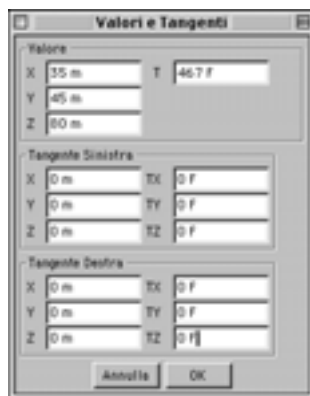 Valori e Tangenti
Valore
X 35 m T 467 F
Y 45 m
Z 80 m
Tangente Sinistra
X 0 m TX 0 F
Y 0 m TY 0 F
Z 0 m TZ 0 F
Tangente Destra
X 0 m TX 0 F
Y 0 m TY 0 F
Z 0 m TZ 0 F
Annulla OK